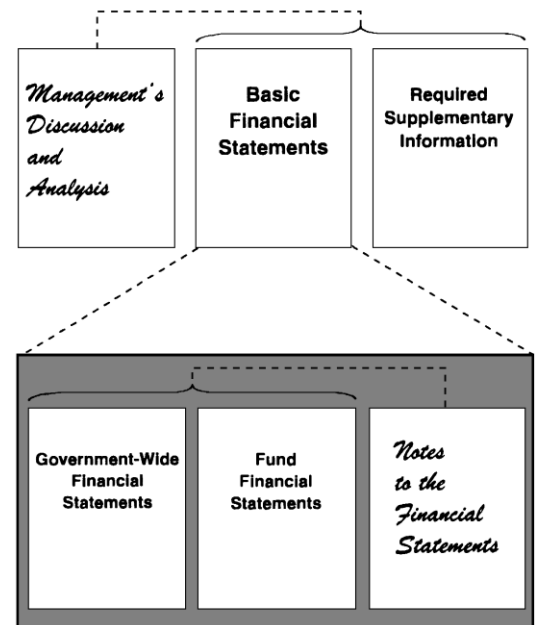 Management's
Discussion
and
Analysis
Basic
Financial
Statements
Required
Supplementary
Information
Government-Wide
Financial
Statements
Fund
Financial
Statements
Notes
to the
Financial
Statements